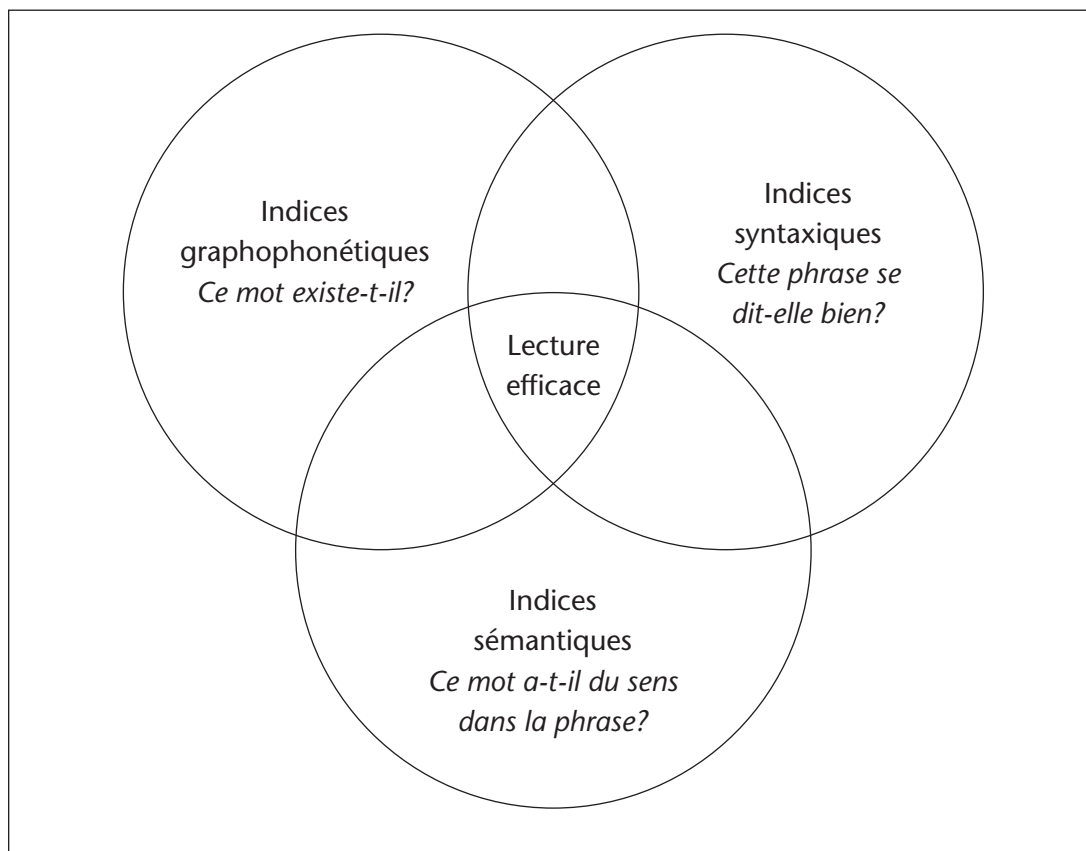 Indices
graphophonétiques
Ce mot existe-t-il?
Indices
syntaxiques
Cette phrase se
dit-elle bien?
Lecture
efficace
Indices
sémantiques
Ce mot a-t-il du sens
dans la phrase?